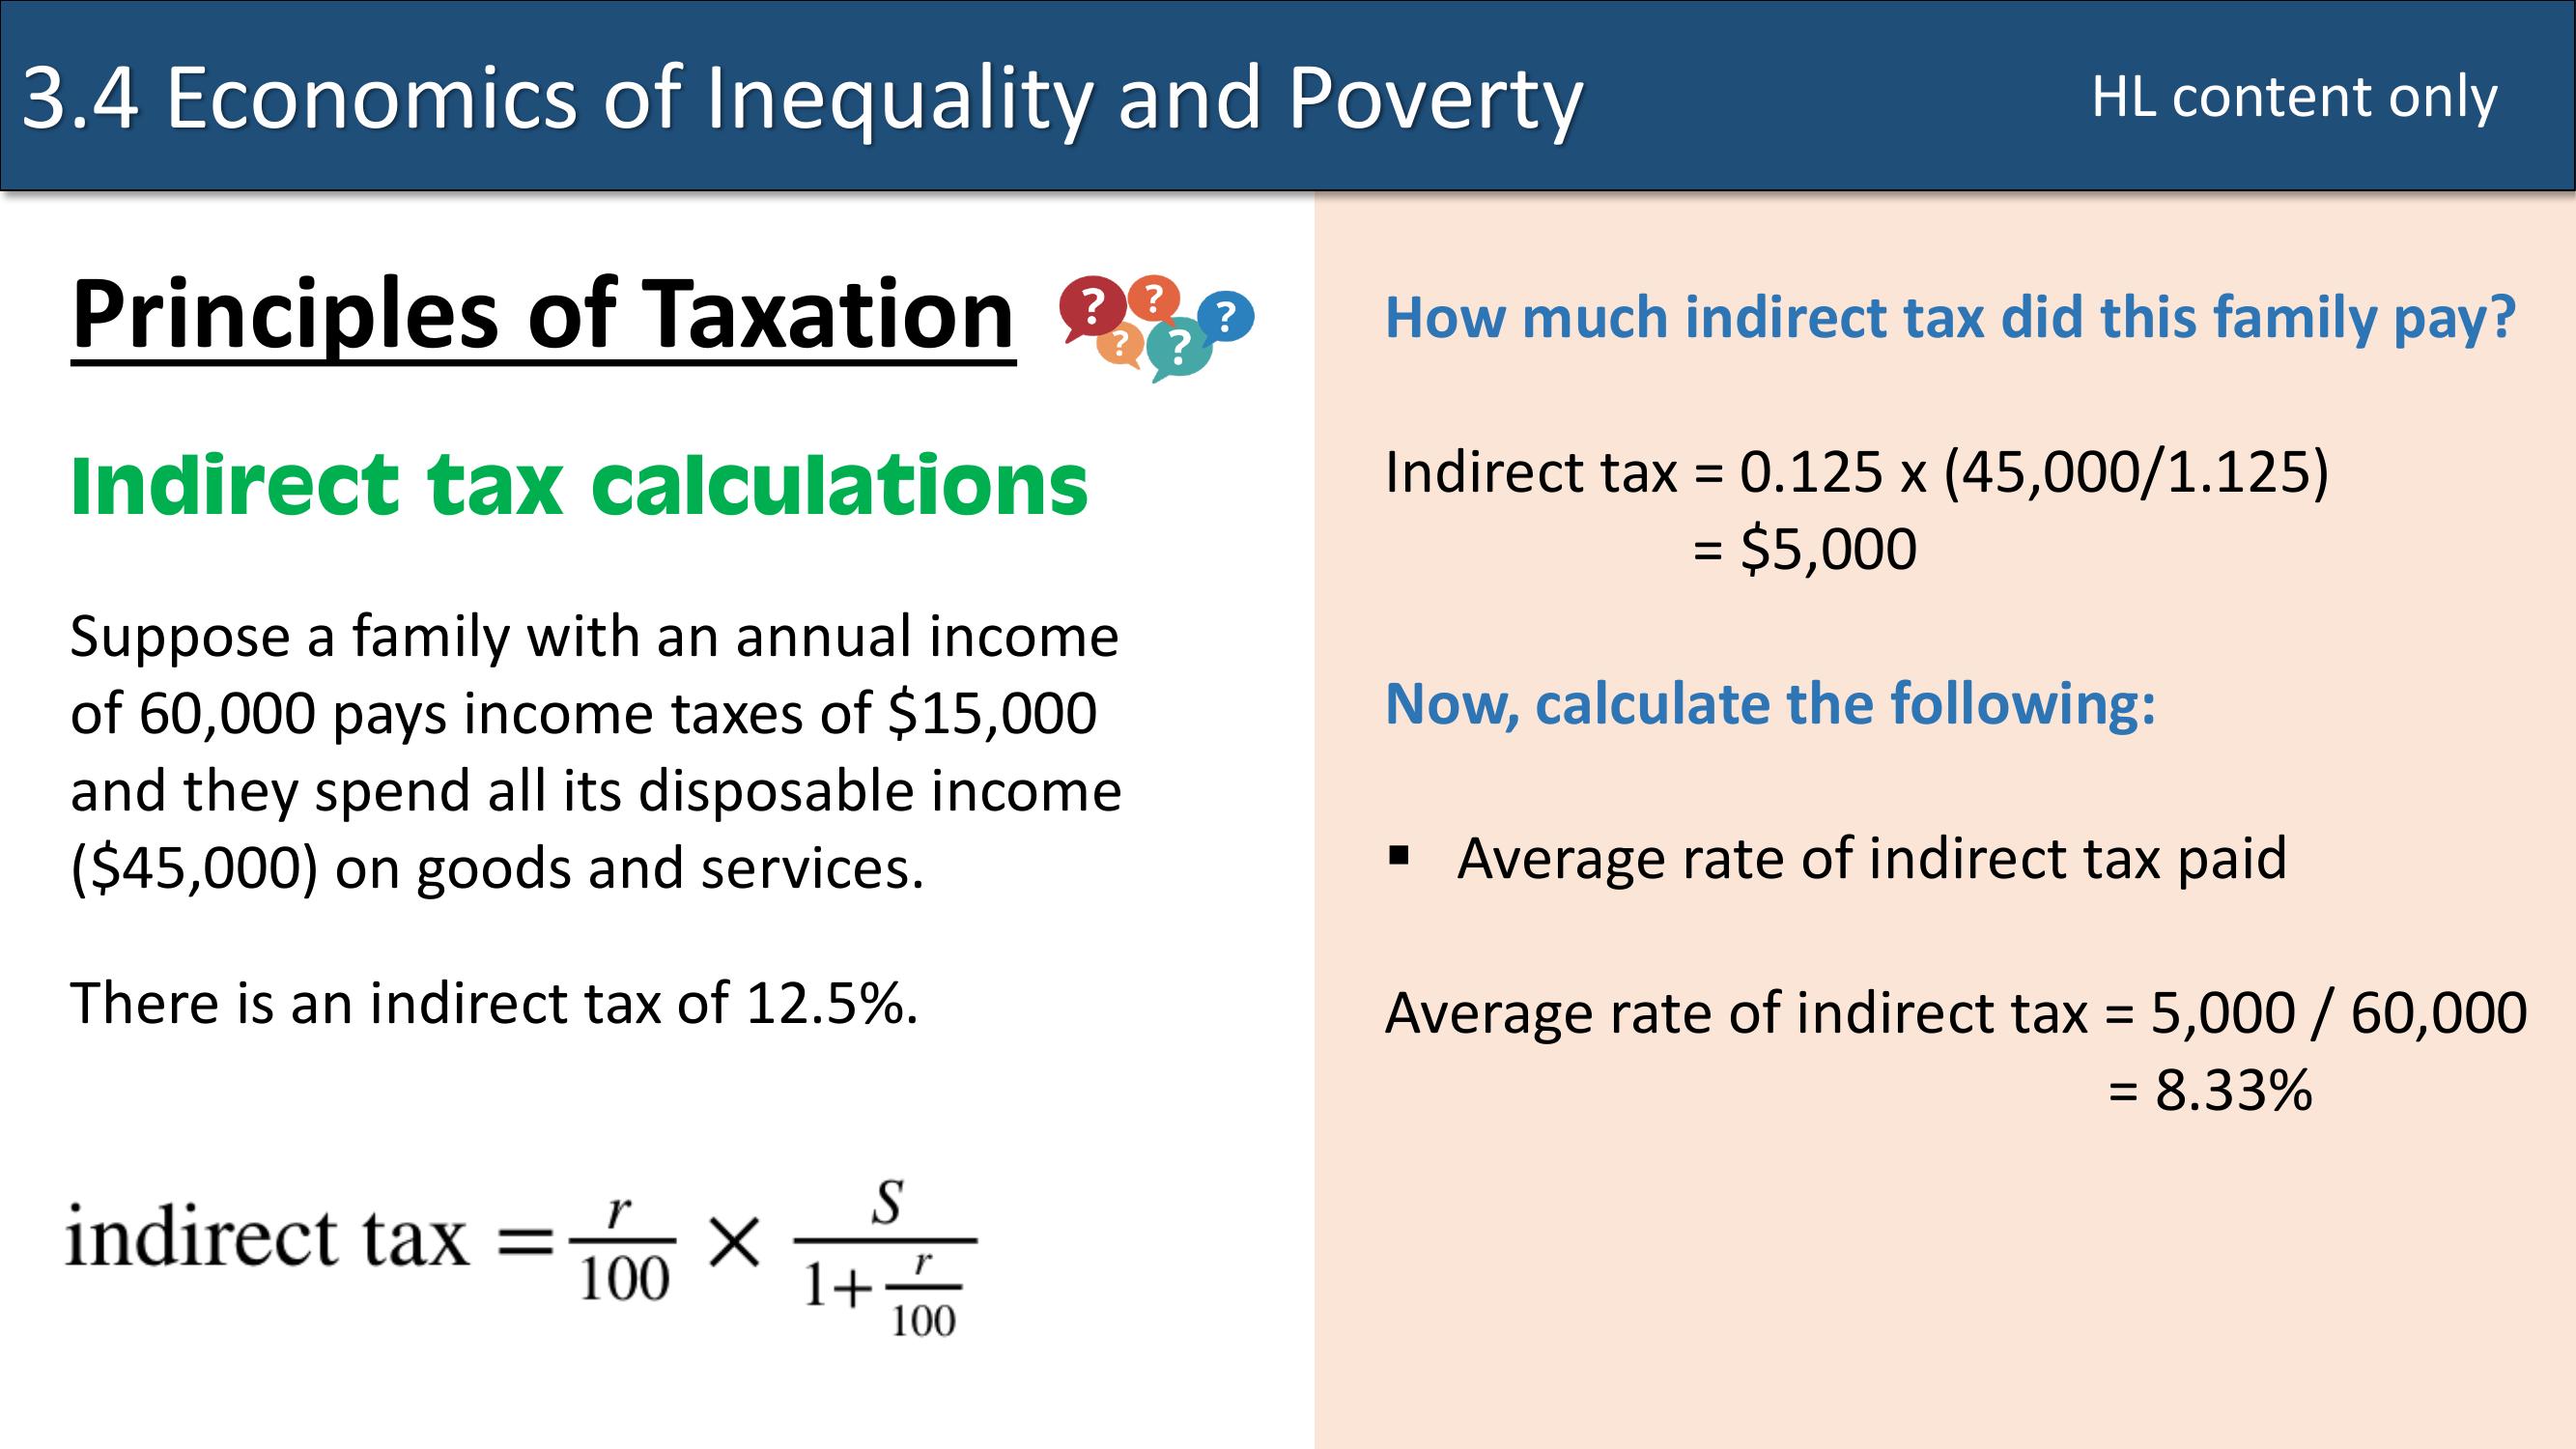 3.4 Economics of Inequality and Poverty
HL content only
Principles of Taxation
? ? ? ? ?
Indirect tax calculations
Suppose a family with an annual income
of 60,000 pays income taxes of $15,000
and they spend all its disposable income
($45,000) on goods and services.
There is an indirect tax of 12.5%.
indirect tax = r/100 × S/(1+r/100)
How much indirect tax did this family pay?
Indirect tax = 0.125 x (45,000/1.125)
= $5,000
Now, calculate the following:
▪ Average rate of indirect tax paid
Average rate of indirect tax = 5,000 / 60,000
= 8.33%